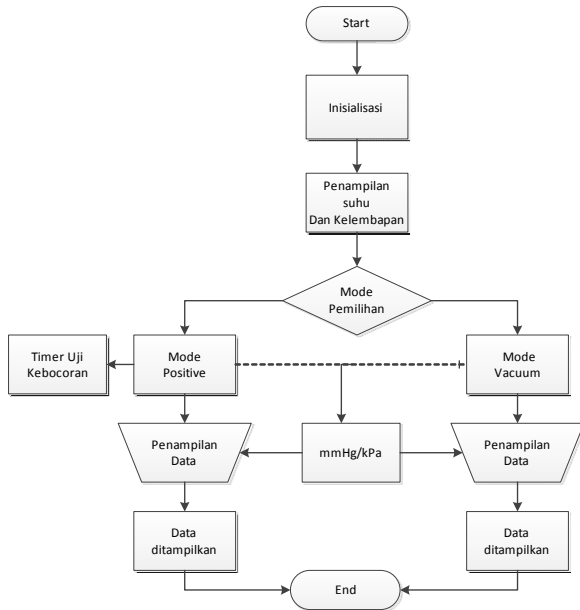 Start
Inisialisasi
Penampilan
suhu
Dan Kelembapan
Mode
Pemilihan
Timer Uji
Kebocoran
Mode
Positive
Mode
Vacuum
Penampilan
Data
mmHg/kPa
Penampilan
Data
Data
ditampilkan
Data
ditampilkan
End